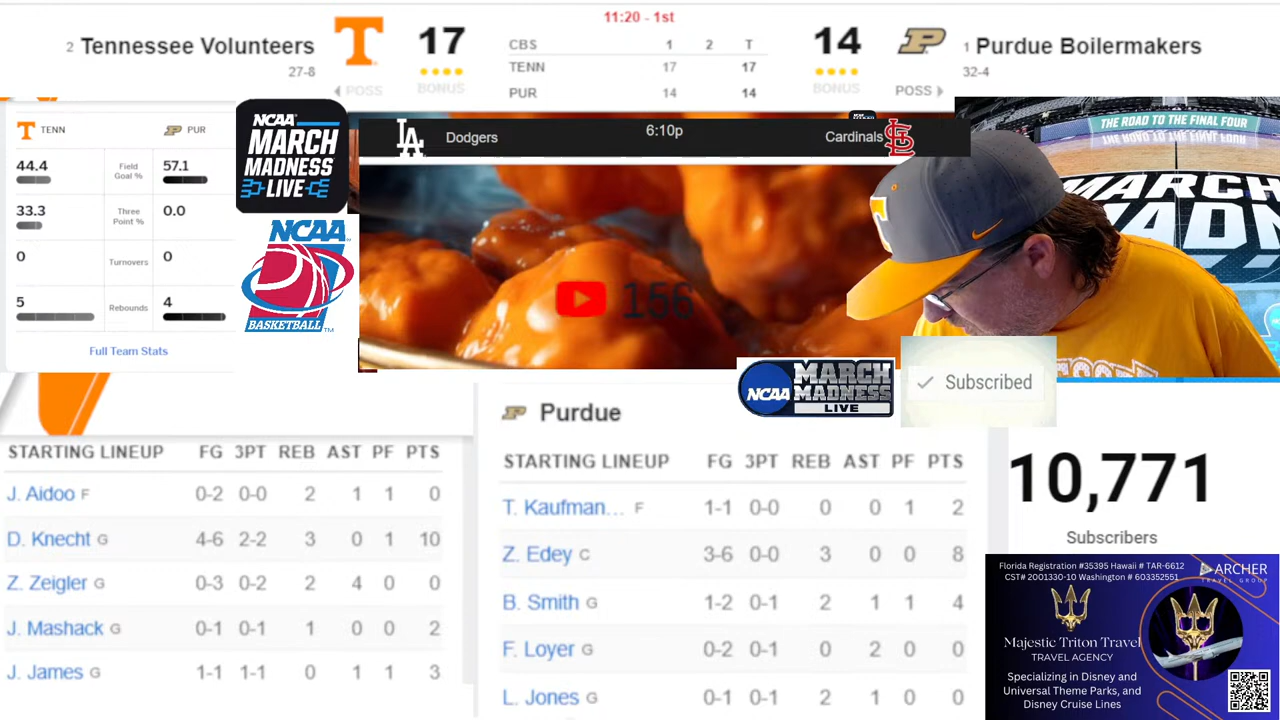 11:20 - 1st
2 Tennessee Volunteers
27-8
T
17
POSS
BONUS
CBS 1 2 T
TENN 17 17
PUR 14 14
14
BONUS
P
1 Purdue Boilermakers
32-4
POSS
T TENN P PUR
44.4 Field Goal % 57.1
33.3 Three Point % 0.0
0 Turnovers 0
5 Rebounds 4
Full Team Stats
NCAA
MARCH
MADNESS
LIVE
NCAA
BASKETBALL™
LA Dodgers 6:10p Cardinals STL
156
THE ROAD TO THE FINAL FOUR
MARCH
MADN
T
NCAA MARCH
MADNESS
LIVE
Subscribed
10,771
Subscribers
STARTING LINEUP FG 3PT REB AST PF PTS
J. Aidoo F 0-2 0-0 2 1 1 0
D. Knecht G 4-6 2-2 3 0 1 10
Z. Zeigler G 0-3 0-2 2 4 0 0
J. Mashack G 0-1 0-1 1 0 0 2
J. James G 1-1 1-1 0 1 1 3
P Purdue
STARTING LINEUP FG 3PT REB AST PF PTS
T. Kaufman... F 1-1 0-0 0 0 1 2
Z. Edey C 3-6 0-0 3 0 0 8
B. Smith G 1-2 0-1 2 1 1 4
F. Loyer G 0-2 0-1 0 2 0 0
L. Jones G 0-1 0-1 2 1 0 0
Florida Registration #35395 Hawaii # TAR-6612
CST# 2001330-10 Washington # 603352551
ARCHER
TRAVEL GROUP
Majestic Triton Travel
TRAVEL AGENCY
Specializing in Disney and
Universal Theme Parks, and
Disney Cruise Lines